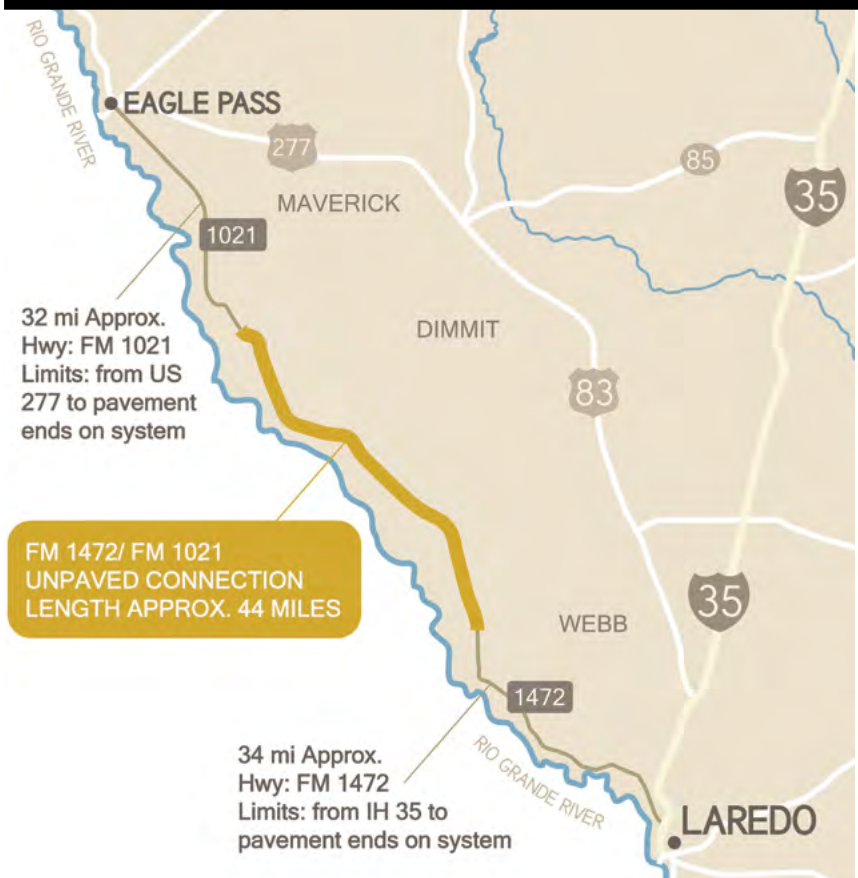 RIO GRANDE RIVER
EAGLE PASS
277
85
35
MAVERICK
1021
32 mi Approx.
Hwy: FM 1021
Limits: from US
277 to pavement
ends on system
DIMMIT
83
FM 1472/ FM 1021
UNPAVED CONNECTION
LENGTH APPROX. 44 MILES
35
WEBB
1472
34 mi Approx.
Hwy: FM 1472
Limits: from IH 35 to
pavement ends on system
RIO GRANDE RIVER
LAREDO